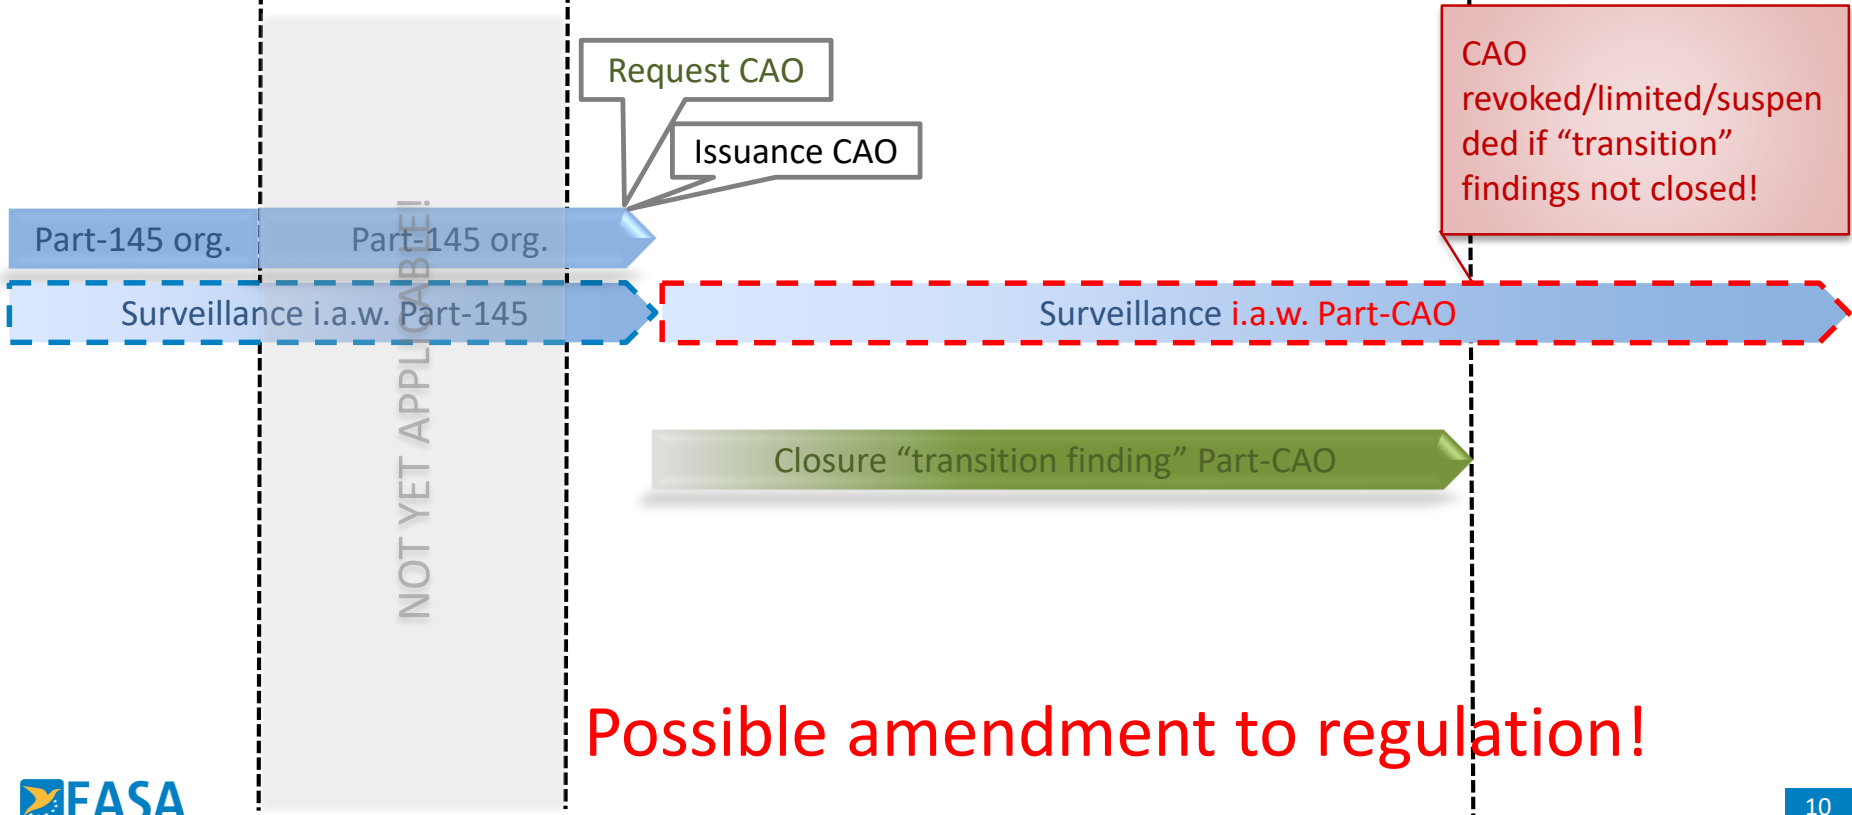 Request CAO
Issuance CAO
CAO
revoked/limited/suspen
ded if “transition”
findings not closed!
Part-145 org.
Part-145 org.
Surveillance i.a.w. Part-145
Surveillance i.a.w. Part-CAO
NOT YET APPLICABLE!
Closure “transition finding” Part-CAO
Possible amendment to regulation!
EASA
10